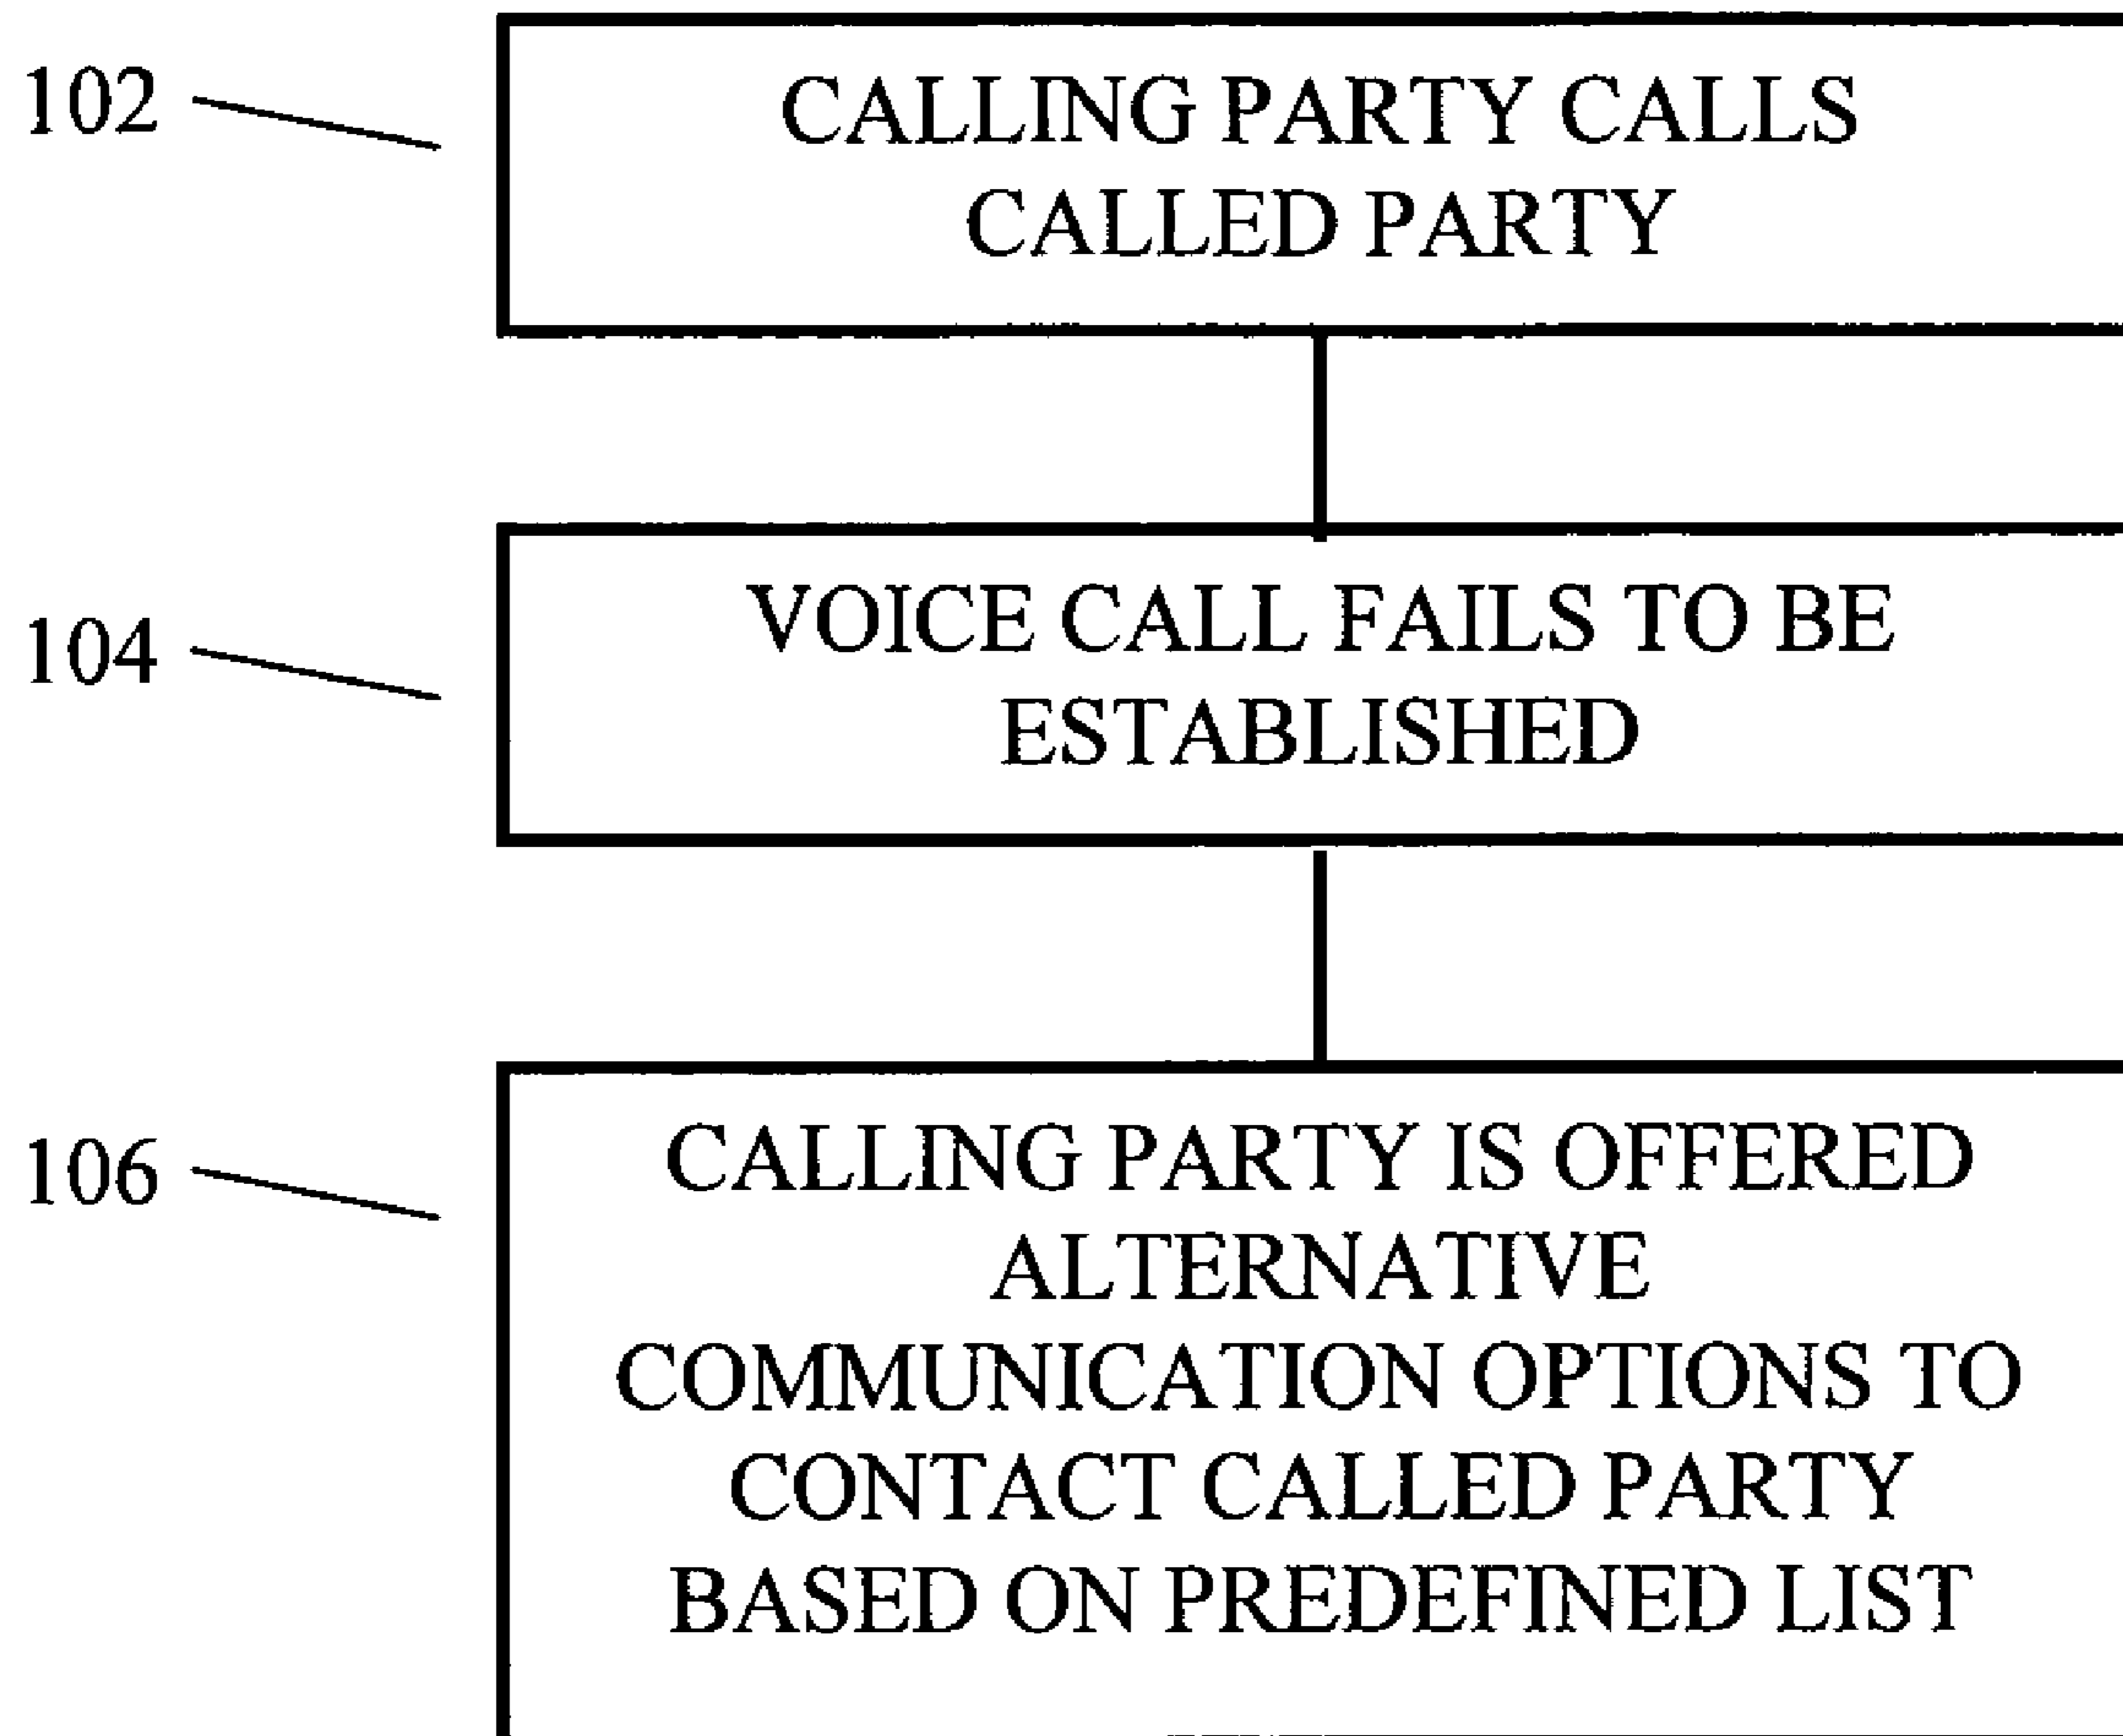 102
CALLING PARTY CALLS
CALLED PARTY
104
VOICE CALL FAILS TO BE
ESTABLISHED
106
CALLING PARTY IS OFFERED
ALTERNATIVE
COMMUNICATION OPTIONS TO
CONTACT CALLED PARTY
BASED ON PREDEFINED LIST